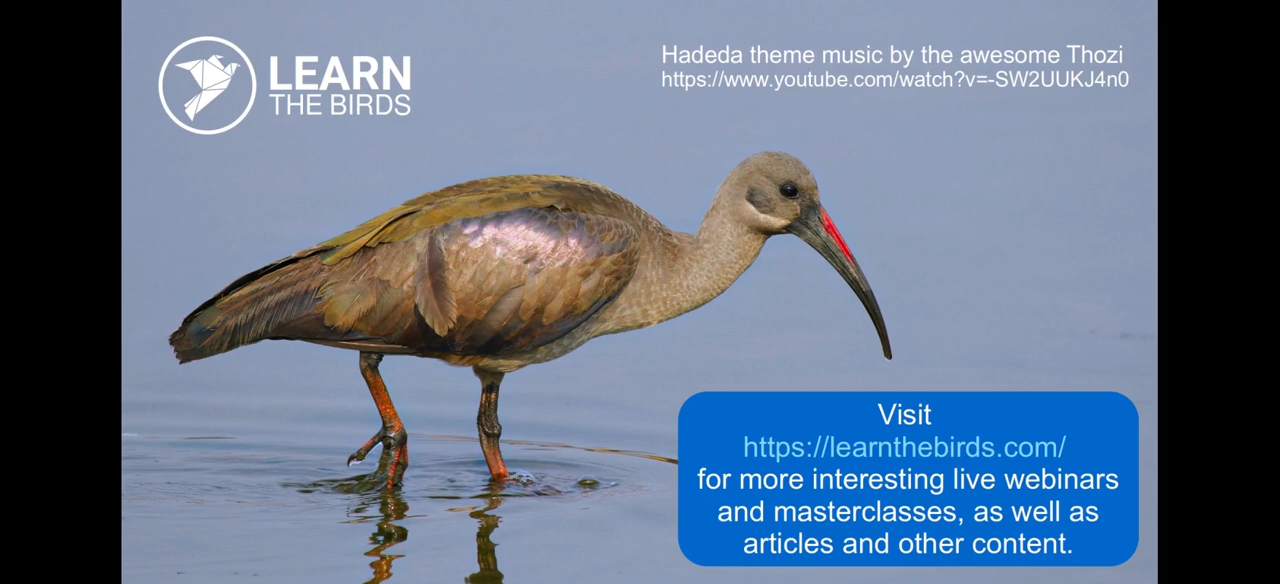 LEARN
THE BIRDS
Hadeda theme music by the awesome Thozi
https://www.youtube.com/watch?v=-SW2UUKJ4n0
Visit
https://learnthebirds.com/
for more interesting live webinars
and masterclasses, as well as
articles and other content.